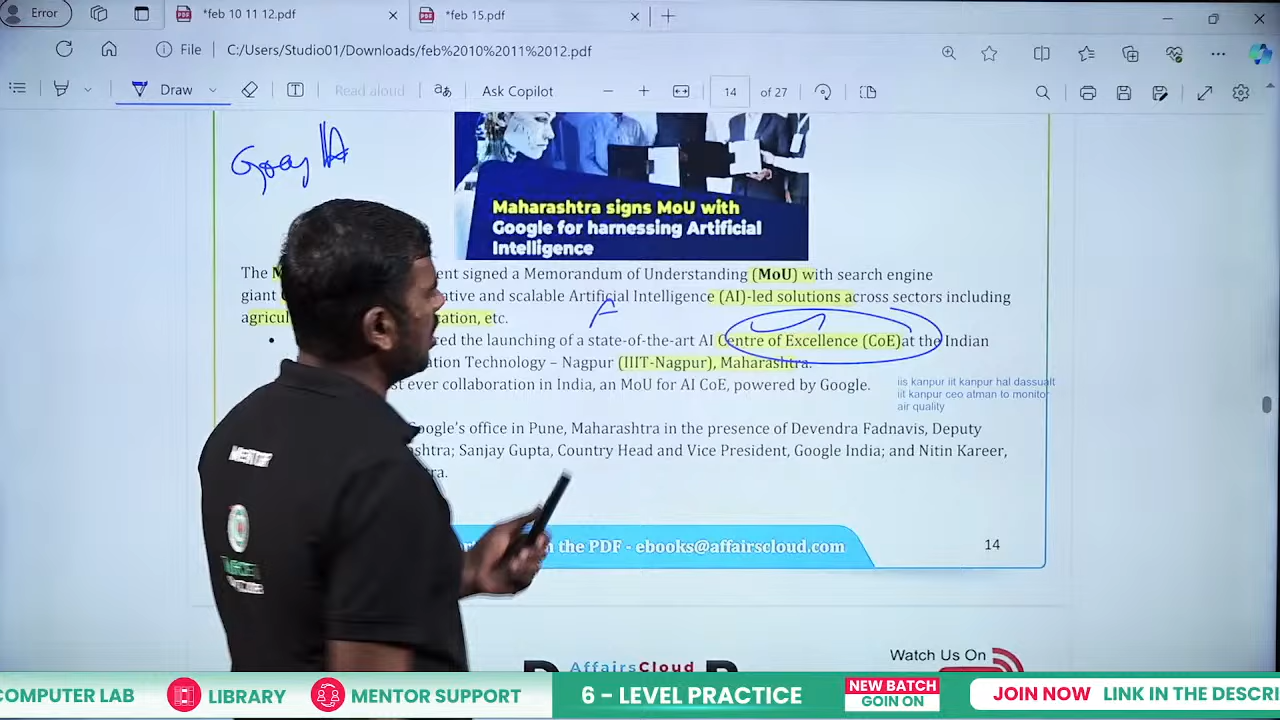 Error
*feb 10 11 12.pdf
*feb 15.pdf
File
C:/Users/Studio01/Downloads/feb%2010%2011%2012.pdf
Draw
Read aloud
Ask Copilot
14
of 27
Maharashtra signs MoU with
Google for harnessing Artificial
Intelligence
The ent signed a Memorandum of Understanding (MoU) with search engine
giant ative and scalable Artificial Intelligence (AI)-led solutions across sectors including
agricul cation, etc.
red the launching of a state-of-the-art AI Centre of Excellence (CoE)at the Indian
ation Technology – Nagpur (IIIT-Nagpur), Maharashtra.
st ever collaboration in India, an MoU for AI CoE, powered by Google.
iis kanpur iit kanpur hal dassualt
iit kanpur ceo atman to monitor
air quality
Google's office in Pune, Maharashtra in the presence of Devendra Fadnavis, Deputy
ashtra; Sanjay Gupta, Country Head and Vice President, Google India; and Nitin Kareer,
ra.
n the PDF - ebooks@affairscloud.com
14
AffairsCloud
Watch Us On
COMPUTER LAB
LIBRARY
MENTOR SUPPORT
6 - LEVEL PRACTICE
NEW BATCH
GOIN ON
JOIN NOW
LINK IN THE DESCRI